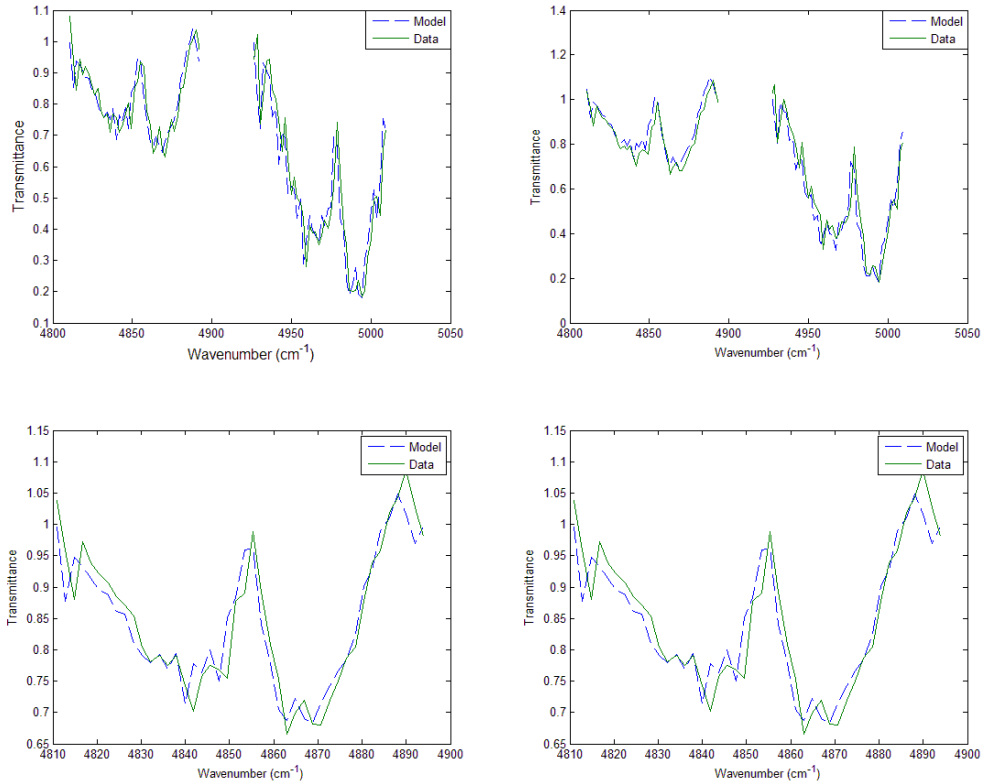 1.1
1
0.9
0.8
0.7
0.6
0.5
0.4
0.3
0.2
0.1
Transmittance
Model
Data
4800 4850 4900 4950 5000 5050
Wavenumber (cm⁻¹)
1.4
1.2
1
0.8
0.6
0.4
0.2
0
Transmittance
Model
Data
4800 4850 4900 4950 5000 5050
Wavenumber (cm⁻¹)
1.15
1.1
1.05
1
0.95
0.9
0.85
0.8
0.75
0.7
0.65
Transmittance
Model
Data
4810 4820 4830 4840 4850 4860 4870 4880 4890 4900
Wavenumber (cm⁻¹)
1.15
1.1
1.05
1
0.95
0.9
0.85
0.8
0.75
0.7
0.65
Transmittance
Model
Data
4810 4820 4830 4840 4850 4860 4870 4880 4890 4900
Wavenumber (cm⁻¹)